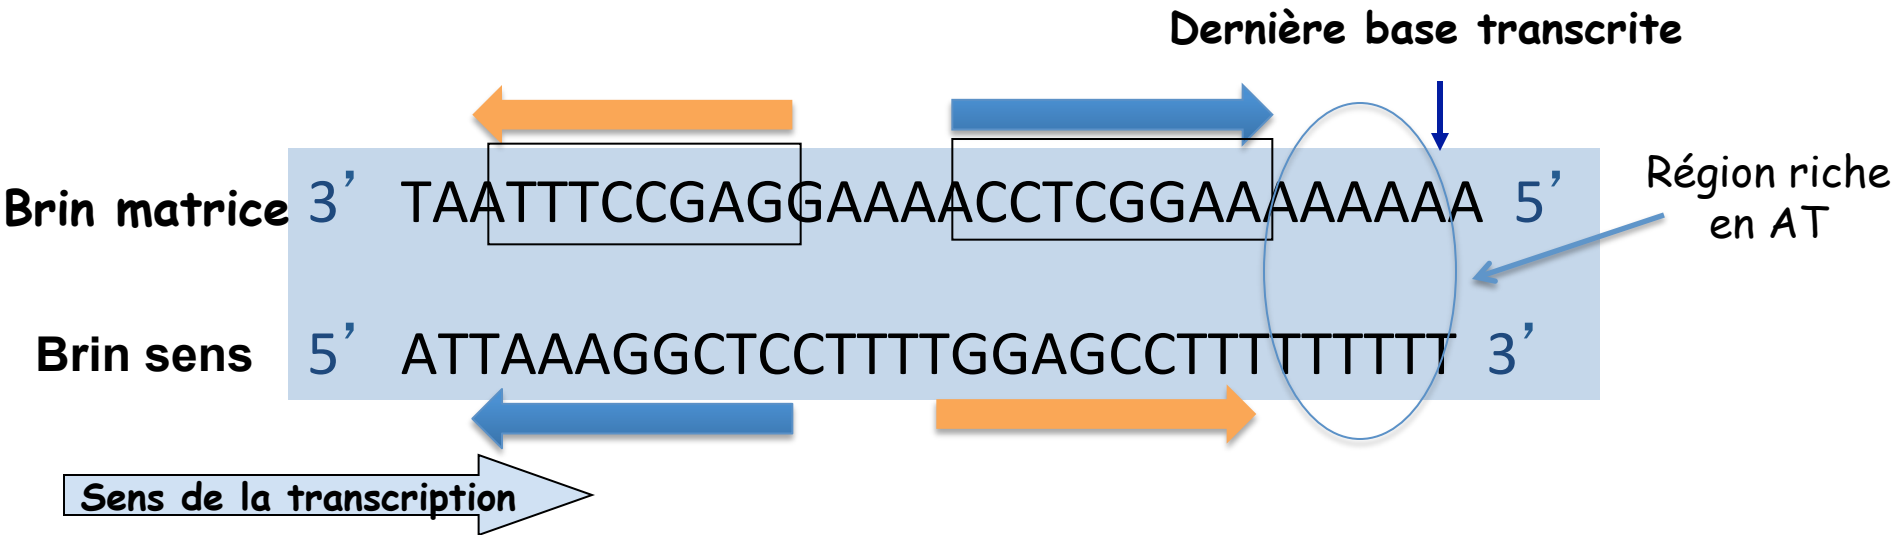 Dernière base transcrite
Brin matrice 3’ TAATTTCCGAGGAAAACCTCGGAAAAAAAA 5’
Région riche
en AT
Brin sens 5’ ATTAAAGGCTCCTTTTGGAGCCTTTTTTTTT 3’
Sens de la transcription